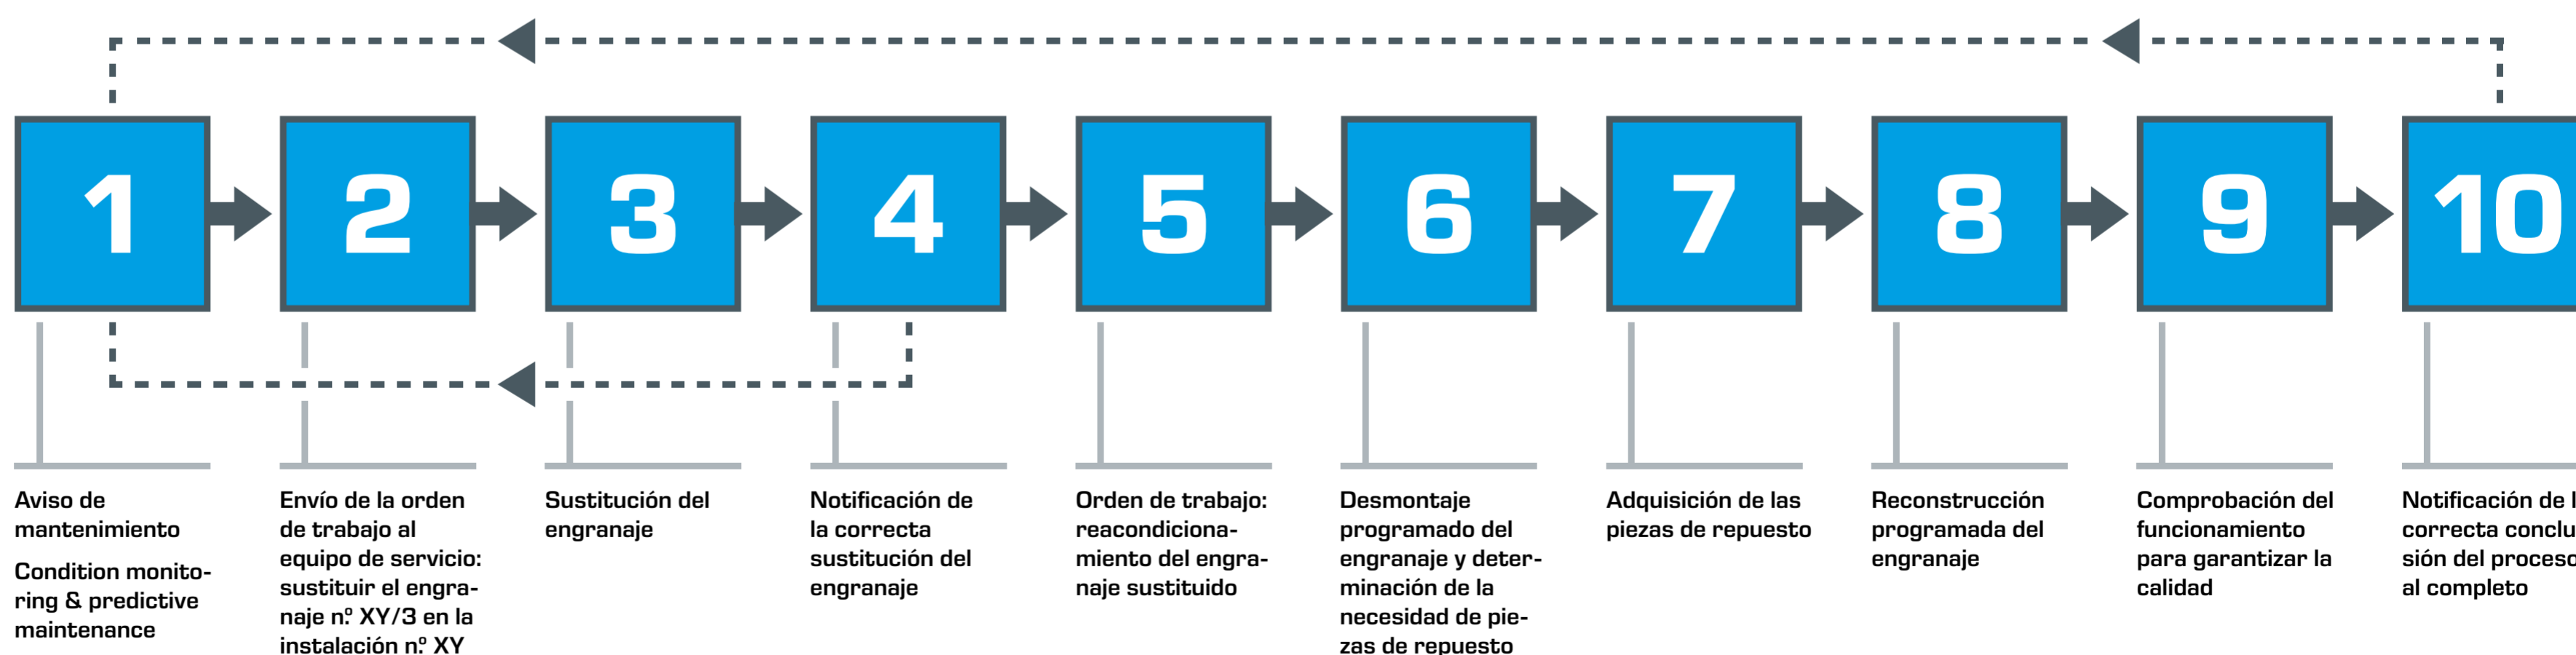 1
2
3
4
5
6
7
8
9
10
Aviso de
mantenimiento
Condition monito-
ring & predictive
maintenance
Envío de la orden
de trabajo al
equipo de servicio:
sustituir el engra-
naje n.º XY/3 en la
instalación n.º XY
Sustitución del
engranaje
Notificación de
la correcta
sustitución del
engranaje
Orden de trabajo:
reacondiciona-
miento del engra-
naje sustituido
Desmontaje
programado del
engranaje y deter-
minación de la
necesidad de pie-
zas de repuesto
Adquisición de las
piezas de repuesto
Reconstrucción
programada del
engranaje
Comprobación del
funcionamiento
para garantizar la
calidad
Notificación de
correcta conclu
sión del proceso
al completo